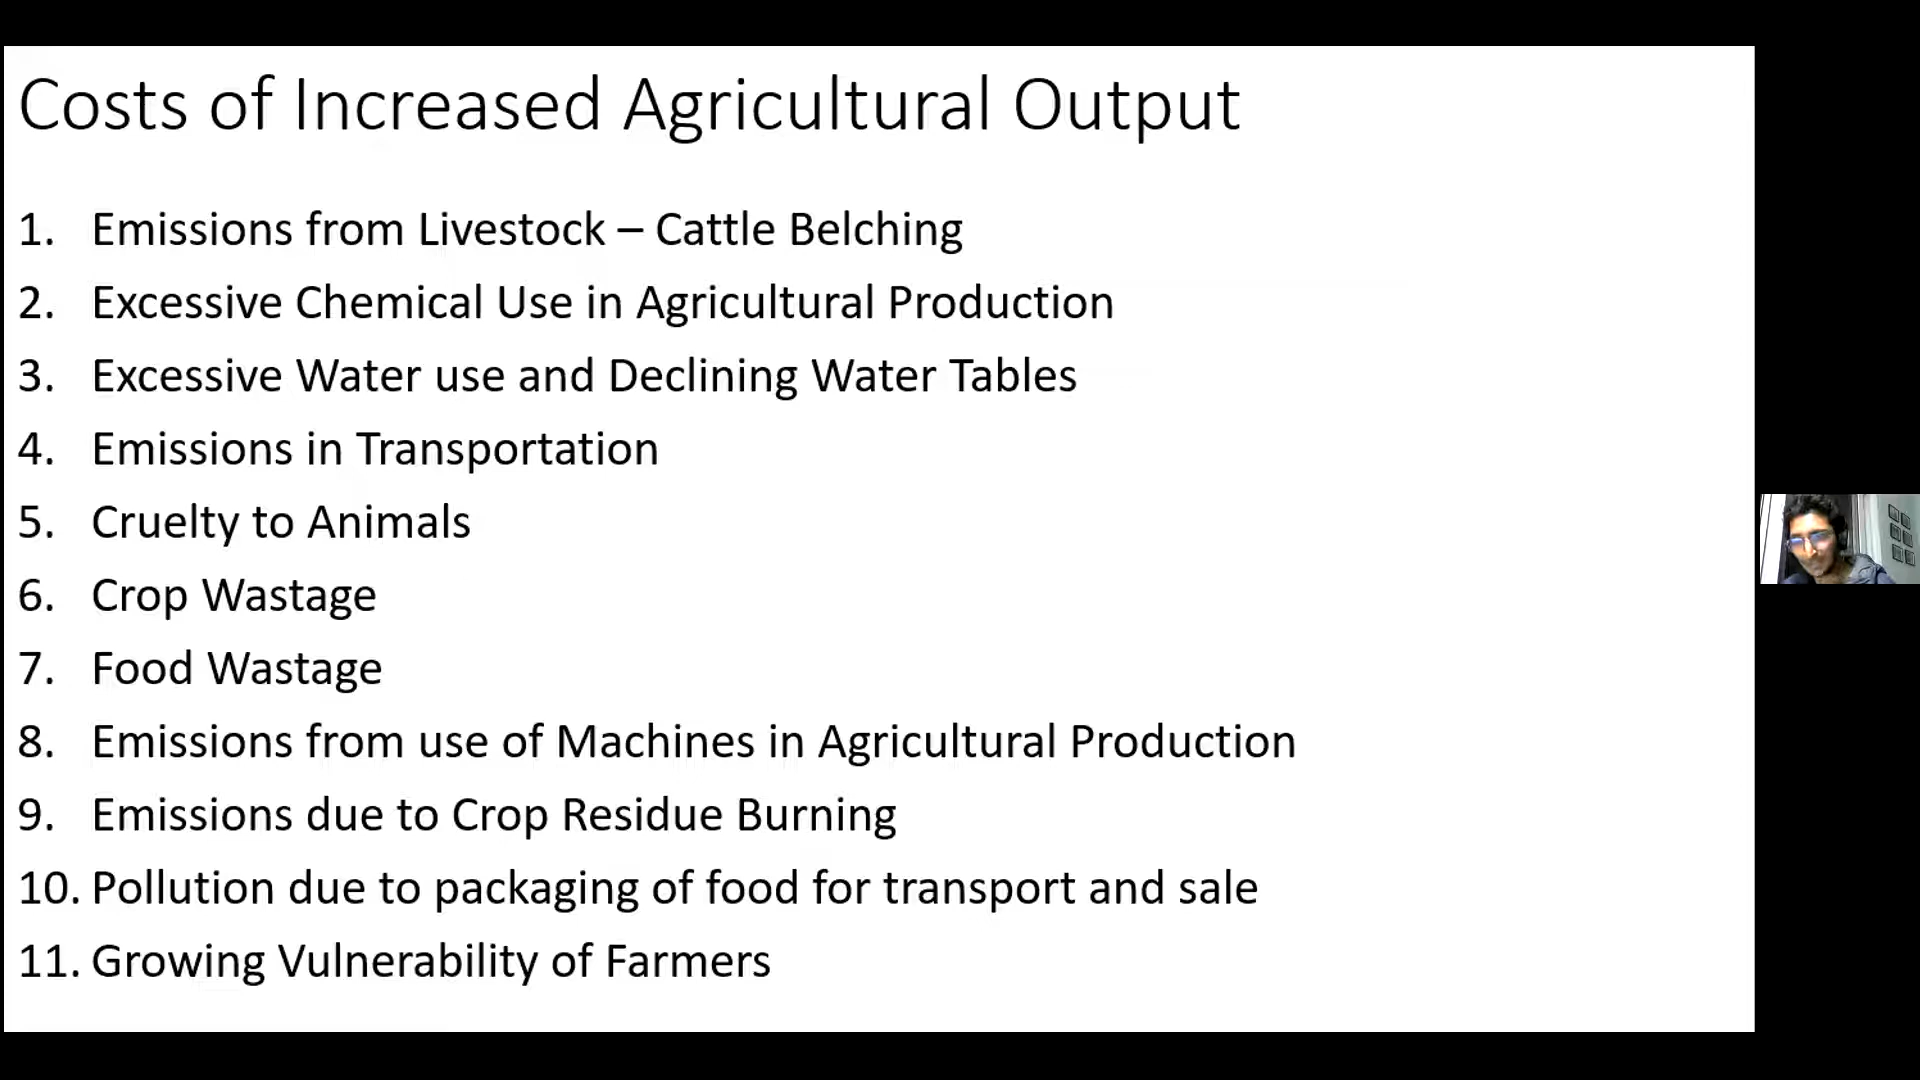 Costs of Increased Agricultural Output
1. Emissions from Livestock – Cattle Belching
2. Excessive Chemical Use in Agricultural Production
3. Excessive Water use and Declining Water Tables
4. Emissions in Transportation
5. Cruelty to Animals
6. Crop Wastage
7. Food Wastage
8. Emissions from use of Machines in Agricultural Production
9. Emissions due to Crop Residue Burning
10. Pollution due to packaging of food for transport and sale
11. Growing Vulnerability of Farmers